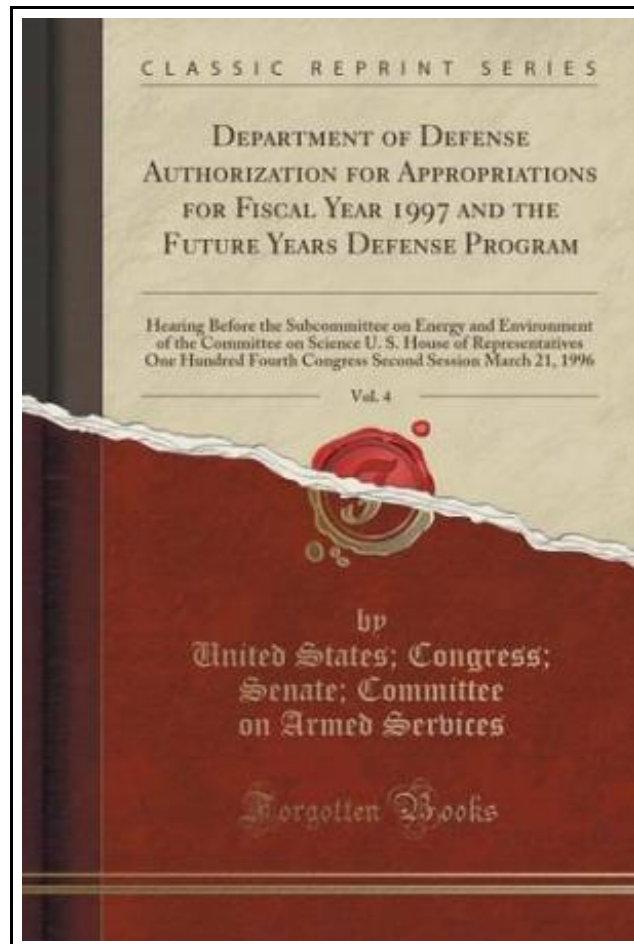 CLASSIC REPRINT SERIES
DEPARTMENT OF DEFENSE
AUTHORIZATION FOR APPROPRIATIONS
FOR FISCAL YEAR 1997 AND THE
FUTURE YEARS DEFENSE PROGRAM
Hearing Before the Subcommittee on Energy and Environment
of the Committee on Science U. S. House of Representatives
One Hundred Fourth Congress Second Session March 21, 1996
Vol. 4
by
United States; Congress;
Senate; Committee
on Armed Services
Forgotten Books